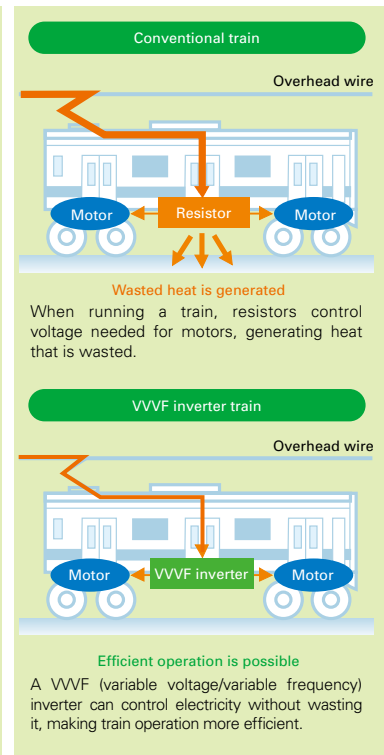 Conventional train
Overhead wire
Motor
Resistor
Motor
Wasted heat is generated
When running a train, resistors control
voltage needed for motors, generating heat
that is wasted.
VVVF inverter train
Overhead wire
Motor
VVVF inverter
Motor
Efficient operation is possible
A VVVF (variable voltage/variable frequency)
inverter can control electricity without wasting
it, making train operation more efficient.